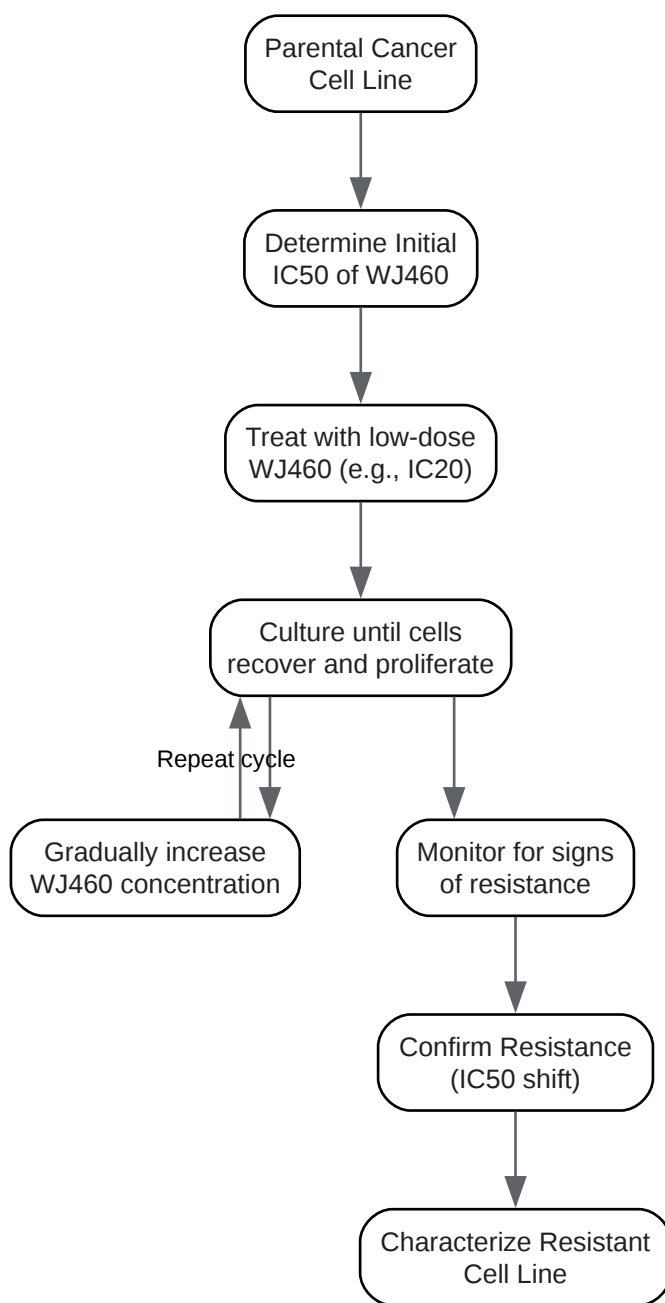 Parental Cancer
Cell Line
Determine Initial
IC50 of WJ460
Treat with low-dose
WJ460 (e.g., IC20)
Culture until cells
recover and proliferate
Repeat cycle
Gradually increase
WJ460 concentration
Monitor for signs
of resistance
Confirm Resistance
(IC50 shift)
Characterize Resistant
Cell Line